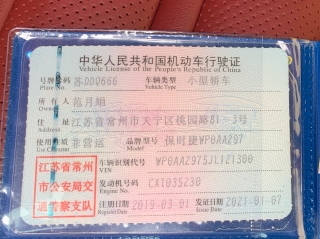 中华人民共和国机动车行驶证
Vehicle License of the People's Republic of China
号牌号码 苏DDQ666 车辆类型 小型轿车
Plate No. Vehicle Type
所有人 范月娟
Owner
住址 江苏省常州市天宁区桃园路81-3号
Address
使用性质 非营运 品牌型号 保时捷WP0AA297
Use Character Model
江苏省常州 车辆识别代号 WP0AA2975JL121300
VIN
市公安局交 发动机号码 CXT035230
Engine No.
通警察支队 注册日期 2019-03-01 发证日期 2021-01-07
Register Date Issue Date